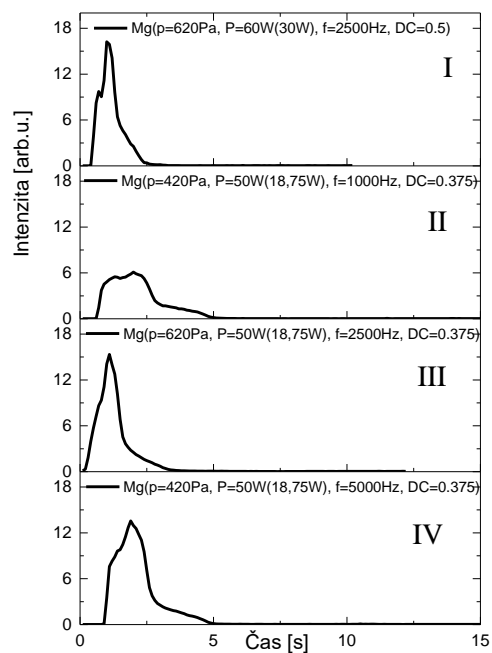 18
Mg(p=620Pa, P=60W(30W), f=2500Hz, DC=0.5)
12
I
6
0
18
Mg(p=420Pa, P=50W(18,75W), f=1000Hz, DC=0.375)
12
II
6
0
18
Mg(p=620Pa, P=50W(18,75W), f=2500Hz, DC=0.375)
12
III
6
0
18
Mg(p=420Pa, P=50W(18,75W), f=5000Hz, DC=0.375)
12
IV
6
0
0 5 10 15
Čas [s]
Intenzita [arb.u.]